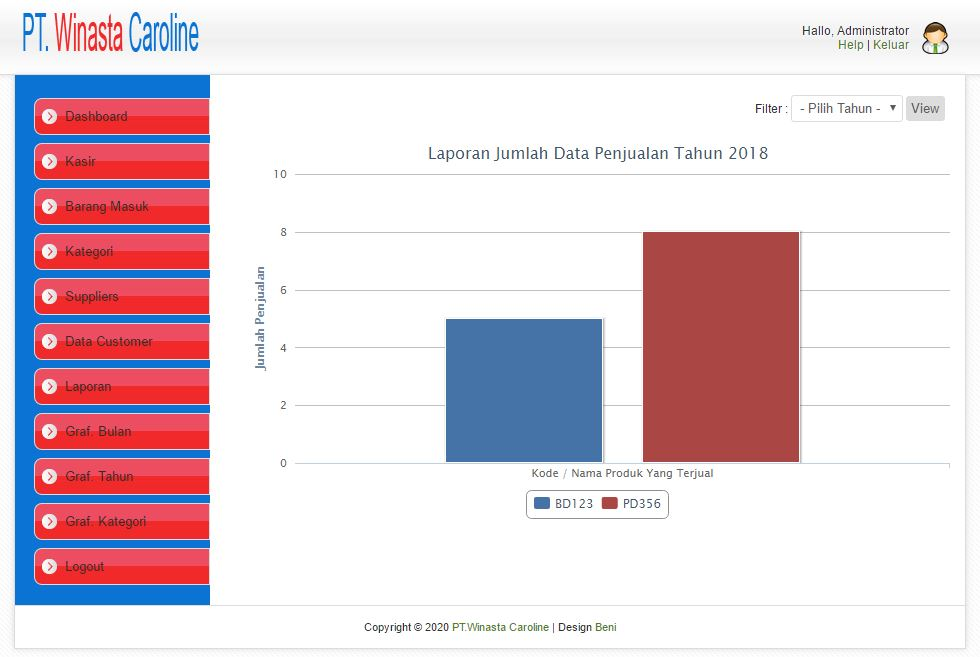 PT. Winasta Caroline
Hallo, Administrator
Help | Keluar
Dashboard
Kasir
Barang Masuk
Kategori
Suppliers
Data Customer
Laporan
Graf. Bulan
Graf. Tahun
Graf. Kategori
Logout
Filter : - Pilih Tahun - View
Laporan Jumlah Data Penjualan Tahun 2018
Jumlah Penjualan
10
8
6
4
2
0
Kode / Nama Produk Yang Terjual
BD123 PD356
Copyright © 2020 PT.Winasta Caroline | Design Beni